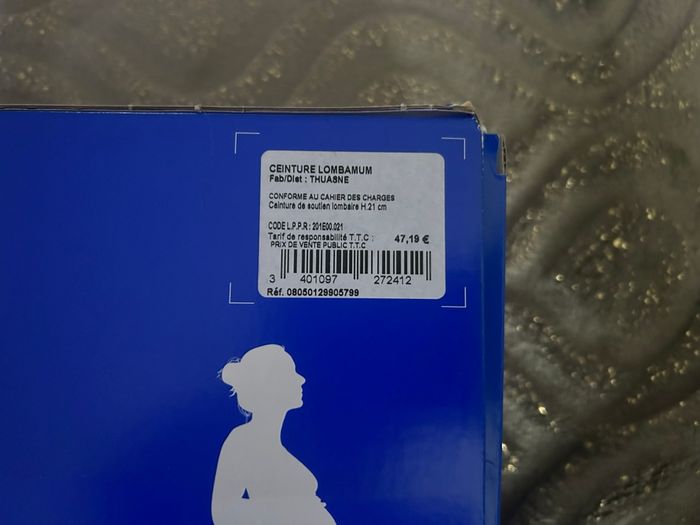 CEINTURE LOMBAMUM
Fab/Dist : THUASNE
CONFORME AU CAHIER DES CHARGES
Ceinture de soutien lombaire H.21 cm
CODE L.P.P.R : 201E00.021
Tarif de responsabilité T.T.C : 47,19 €
PRIX DE VENTE PUBLIC T.T.C
3 401097 272412
Réf. 08050129905799